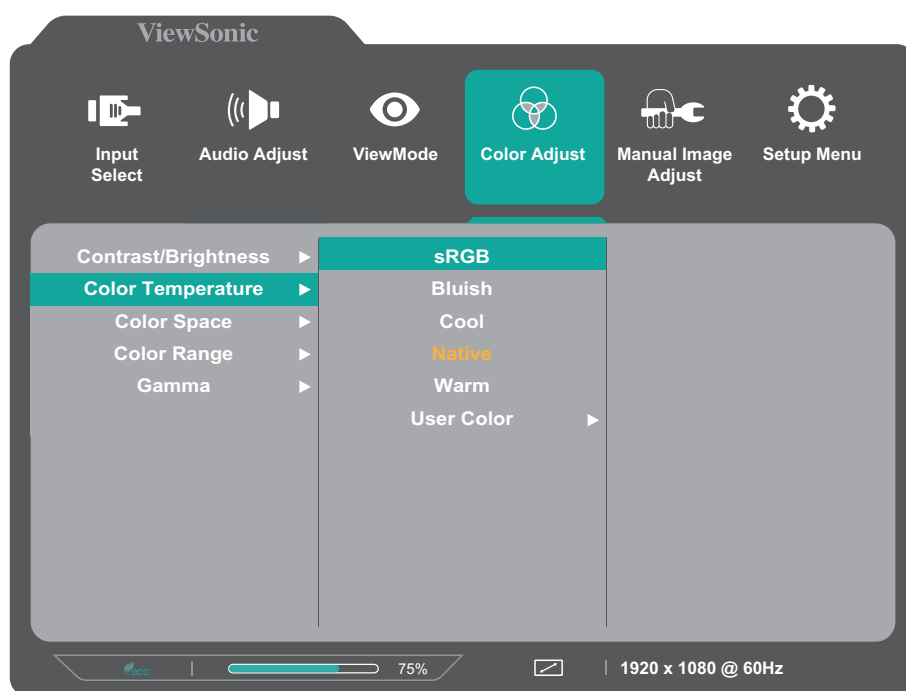 ViewSonic
Input Select
Audio Adjust
ViewMode
Color Adjust
Manual Image Adjust
Setup Menu
Contrast/Brightness
Color Temperature
Color Space
Color Range
Gamma
sRGB
Bluish
Cool
Native
Warm
User Color
eco
75%
1920 x 1080 @ 60Hz